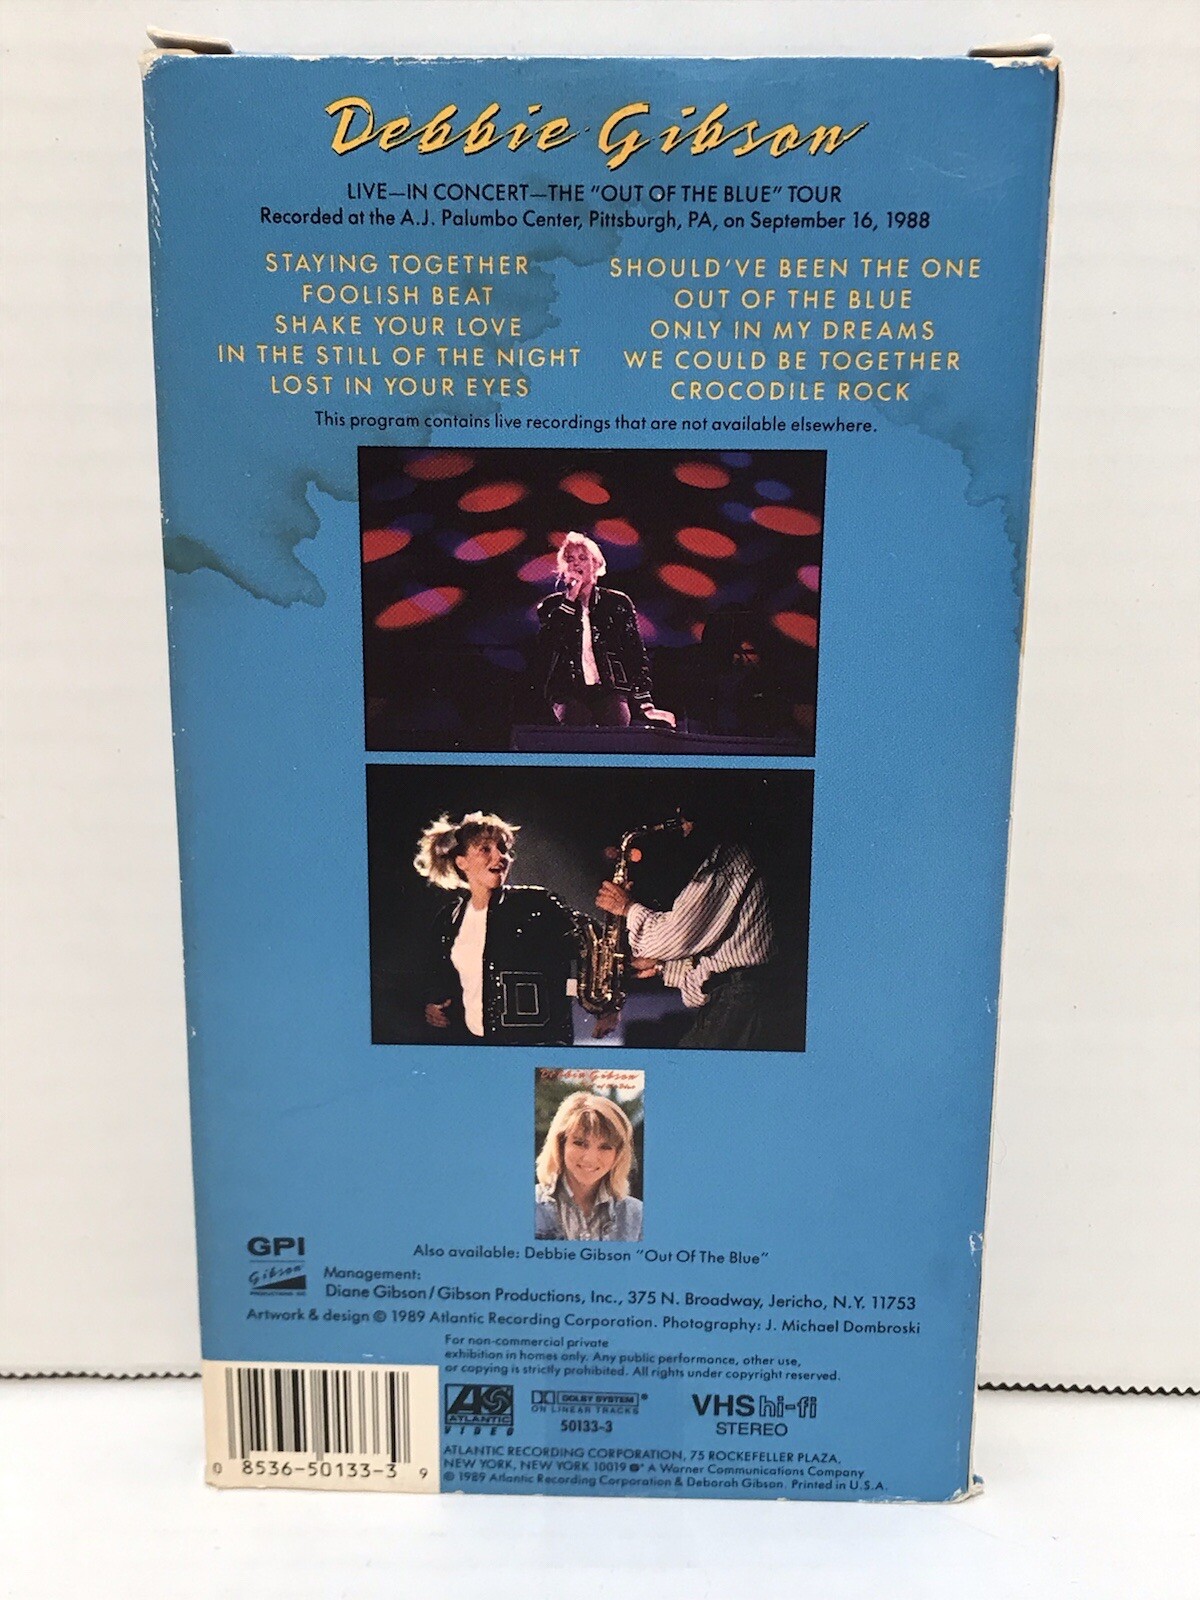 Debbie Gibson
LIVE—IN CONCERT—THE "OUT OF THE BLUE" TOUR
Recorded at the A.J. Palumbo Center, Pittsburgh, PA, on September 16, 1988
STAYING TOGETHER
FOOLISH BEAT
SHAKE YOUR LOVE
IN THE STILL OF THE NIGHT
LOST IN YOUR EYES
SHOULD'VE BEEN THE ONE
OUT OF THE BLUE
ONLY IN MY DREAMS
WE COULD BE TOGETHER
CROCODILE ROCK
This program contains live recordings that are not available elsewhere.
D
Debbie Gibson
Out of the Blue
Also available: Debbie Gibson "Out Of The Blue"
GPI
Gibson
PRODUCTIONS INC
Management:
Diane Gibson/Gibson Productions, Inc., 375 N. Broadway, Jericho, N.Y. 11753
Artwork & design © 1989 Atlantic Recording Corporation. Photography: J. Michael Dombroski
For non-commercial private
exhibition in homes only. Any public performance, other use,
or copying is strictly prohibited. All rights under copyright reserved.
ATLANTIC
VIDEO
DOLBY SYSTEM®
ON LINEAR TRACKS
50133-3
VHS hi-fi
STEREO
ATLANTIC RECORDING CORPORATION, 75 ROCKEFELLER PLAZA,
NEW YORK, NEW YORK 10019 A Warner Communications Company
© 1989 Atlantic Recording Corporation & Deborah Gibson. Printed in U.S.A.
0 8536-50133-3 9